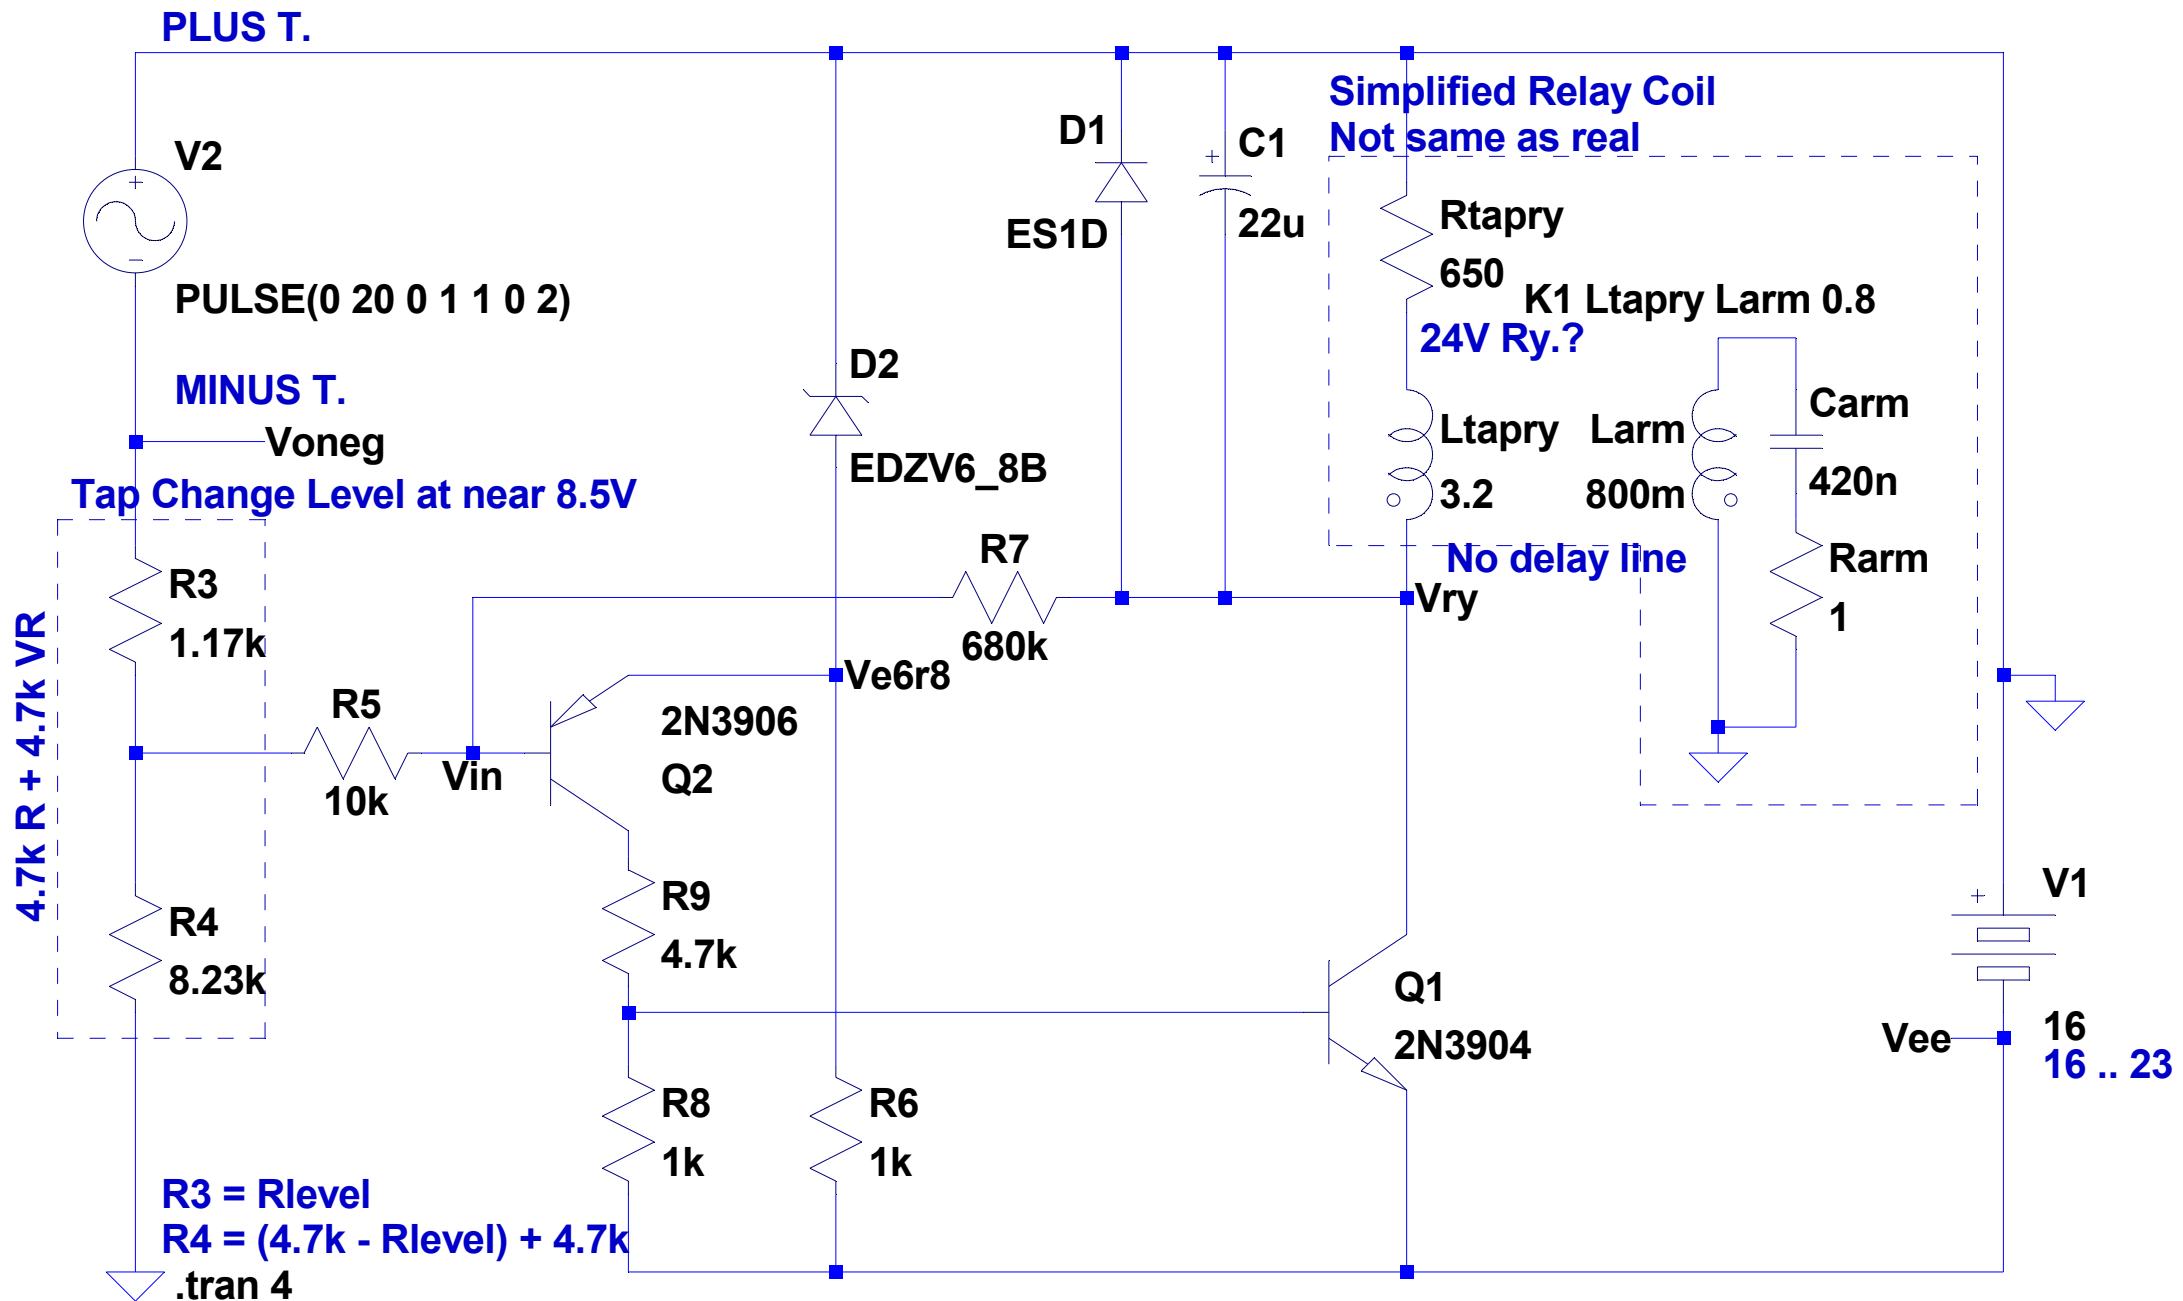 PLUS T.
V2
PULSE(0 20 0 1 1 0 2)
MINUS T.
Voneg
Tap Change Level at near 8.5V
R3
1.17k
4.7k R + 4.7k VR
R4
8.23k
R5
10k
Vin
R3 = Rlevel
R4 = (4.7k - Rlevel) + 4.7k
.tran 4
2N3906
Q2
R9
4.7k
R8
1k
R6
1k
D2
EDZV6_8B
Ve6r8
R7
680k
D1
ES1D
C1
22u
Simplified Relay Coil
Not same as real
Rtapry
650
K1 Ltapry Larm 0.8
24V Ry.?
Ltapry
3.2
Larm
800m
Carm
420n
Rarm
1
No delay line
Vry
Q1
2N3904
V1
16
16 .. 23
Vee